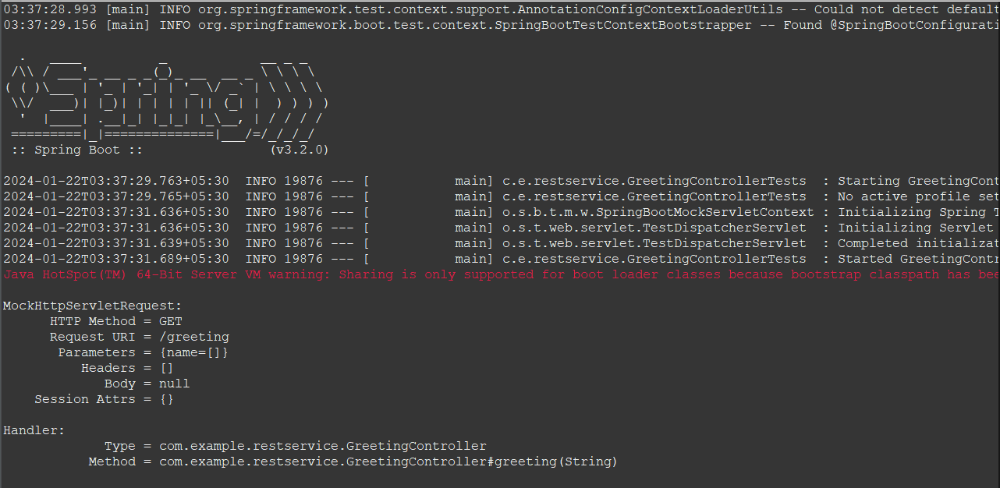 03:37:28.993 [main] INFO org.springframework.test.context.support.AnnotationConfigContextLoaderUtils -- Could not detect default
03:37:29.156 [main] INFO org.springframework.boot.test.context.SpringBootTestContextBootstrapper -- Found @SpringBootConfigurati
  .   ____          _            __ _ _
 /\\ / ___'_ __ _ _(_)_ __  __ _ \ \ \ \
( ( )\___ | '_ | '_| | '_ \/ _` | \ \ \ \
 \\/  ___)| |_)| | | | | || (_| |  ) ) ) )
  '  |____| .__|_| |_|_| |_\__, | / / / /
 =========|_|==============|___/=/_/_/_/
 :: Spring Boot ::                (v3.2.0)
2024-01-22T03:37:29.763+05:30  INFO 19876 --- [           main] c.e.restservice.GreetingControllerTests  : Starting GreetingCont
2024-01-22T03:37:29.765+05:30  INFO 19876 --- [           main] c.e.restservice.GreetingControllerTests  : No active profile set
2024-01-22T03:37:31.636+05:30  INFO 19876 --- [           main] o.s.b.t.m.w.SpringBootMockServletContext : Initializing Spring T
2024-01-22T03:37:31.636+05:30  INFO 19876 --- [           main] o.s.t.web.servlet.TestDispatcherServlet  : Initializing Servlet
2024-01-22T03:37:31.639+05:30  INFO 19876 --- [           main] o.s.t.web.servlet.TestDispatcherServlet  : Completed initializat
2024-01-22T03:37:31.689+05:30  INFO 19876 --- [           main] c.e.restservice.GreetingControllerTests  : Started GreetingContr
Java HotSpot(TM) 64-Bit Server VM warning: Sharing is only supported for boot loader classes because bootstrap classpath has bee
MockHttpServletRequest:
      HTTP Method = GET
      Request URI = /greeting
       Parameters = {name=[]}
          Headers = []
             Body = null
    Session Attrs = {}
Handler:
             Type = com.example.restservice.GreetingController
           Method = com.example.restservice.GreetingController#greeting(String)